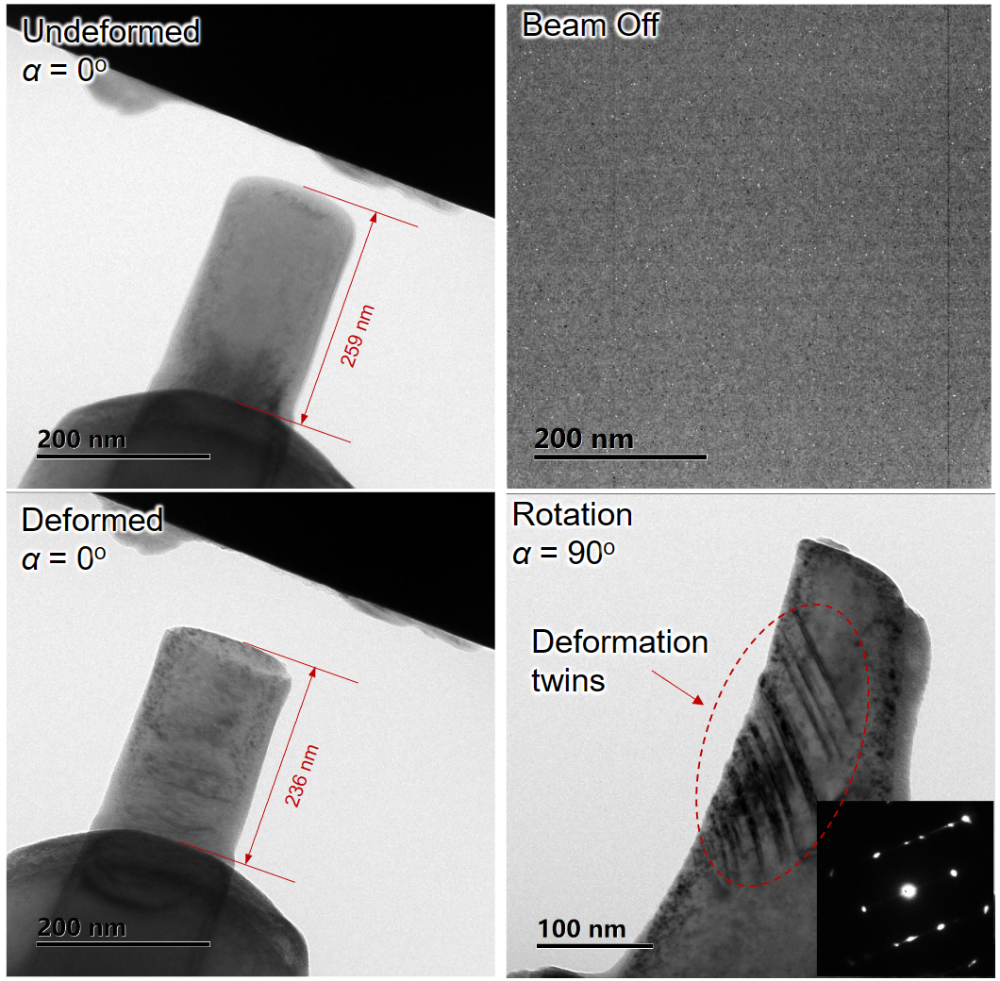 Undeformed
α = 0º
259 nm
200 nm
Beam Off
200 nm
Deformed
α = 0º
236 nm
200 nm
Rotation
α = 90º
Deformation
twins
100 nm